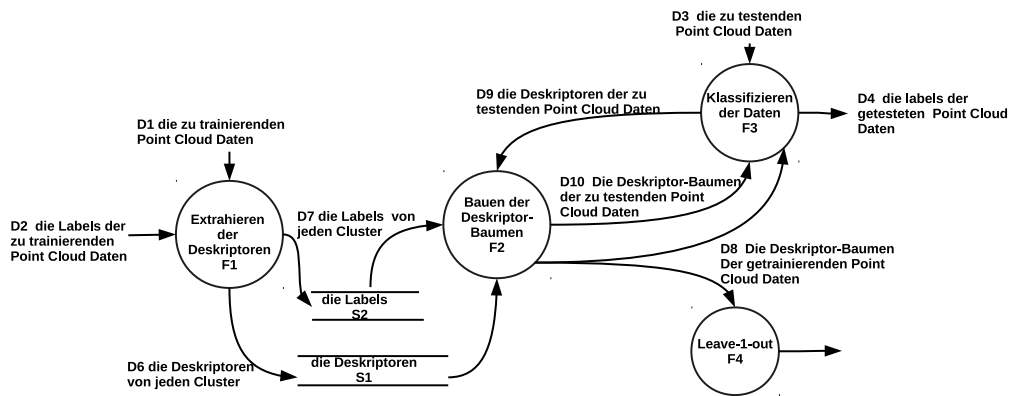 D3 die zu testenden
Point Cloud Daten
D9 die Deskriptoren der zu
testenden Point Cloud Daten
Klassifizieren
der Daten
F3
D4 die labels der
getesteten Point Cloud
Daten
D1 die zu trainierenden
Point Cloud Daten
D2 die Labels der
zu trainierenden
Point Cloud Daten
Extrahieren
der
Deskriptoren
F1
D7 die Labels von
jeden Cluster
Bauen der
Deskriptor-
Baumen
F2
D10 Die Deskriptor-Baumen
der zu testenden Point
Cloud Daten
D8 Die Deskriptor-Baumen
Der getrainierenden Point
Cloud Daten
die Labels
S2
Leave-1-out
F4
D6 die Deskriptoren
von jeden Cluster
die Deskriptoren
S1